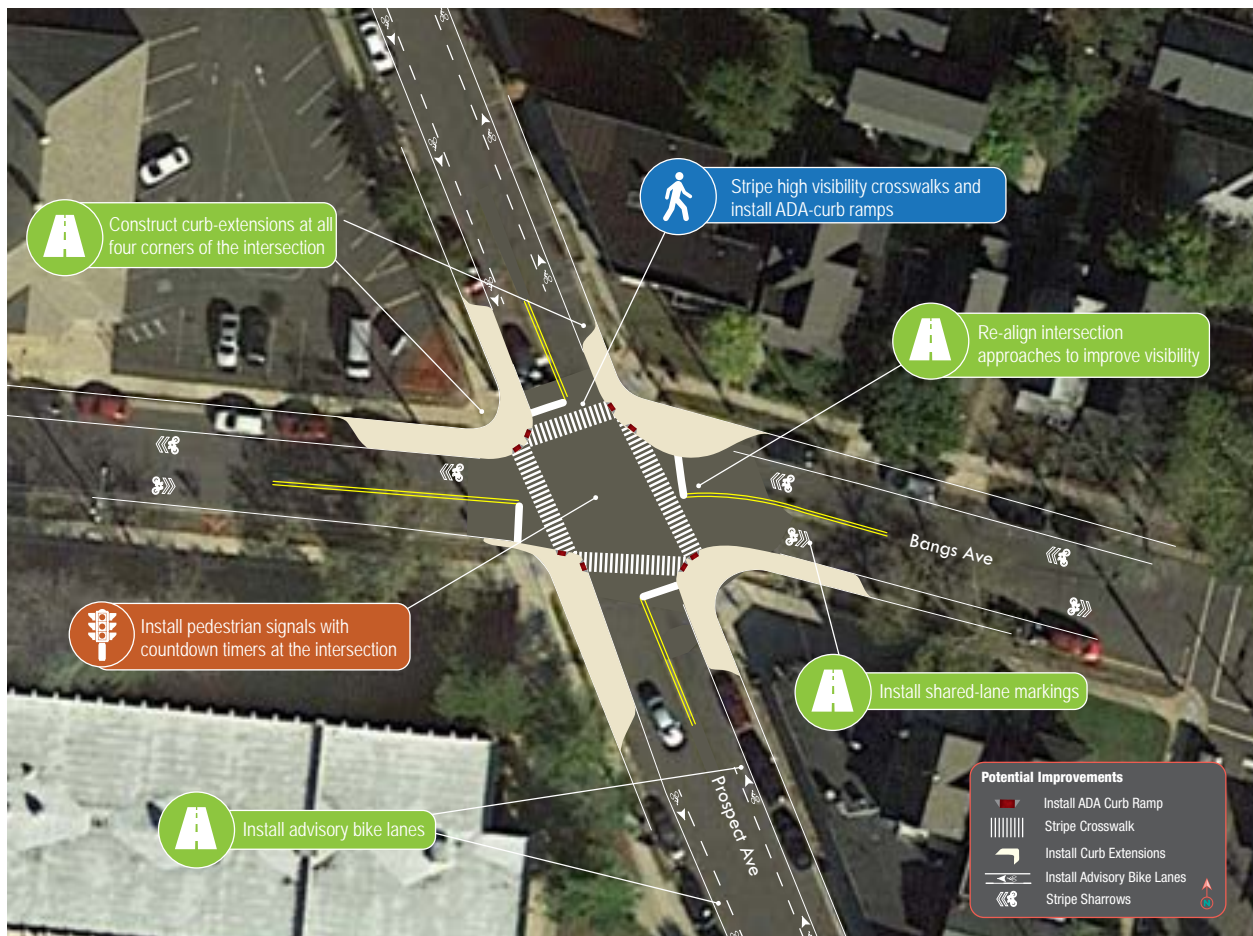 Stripe high visibility crosswalks and
install ADA-curb ramps
Construct curb-extensions at all
four corners of the intersection
Re-align intersection
approaches to improve visibility
Bangs Ave
Install pedestrian signals with
countdown timers at the intersection
Install shared-lane markings
Install advisory bike lanes
Prospect Ave
Potential Improvements
Install ADA Curb Ramp
Stripe Crosswalk
Install Curb Extensions
Install Advisory Bike Lanes
Stripe Sharrows
N